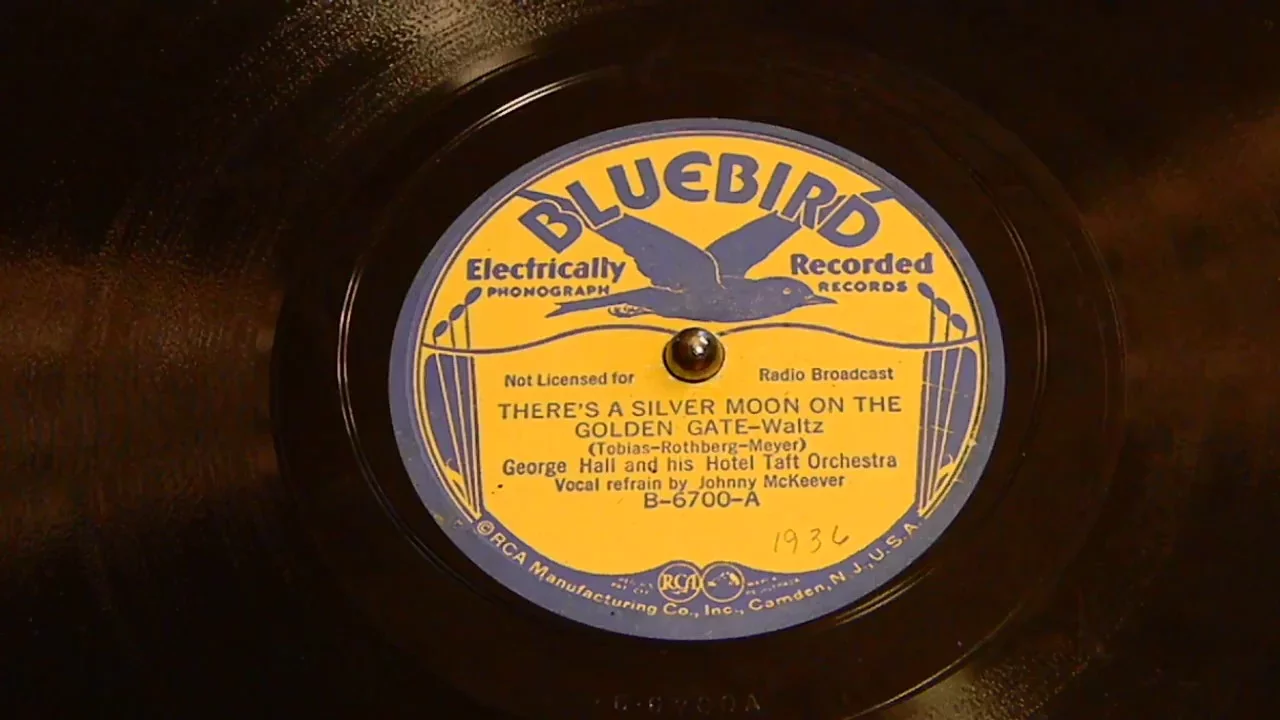 BLUEBIRD
Electrically Recorded
PHONOGRAPH RECORDS
Not Licensed for Radio Broadcast
THERE'S A SILVER MOON ON THE
GOLDEN GATE-Waltz
(Tobias-Rothberg-Meyer)
George Hall and his Hotel Taft Orchestra
Vocal refrain by Johnny McKeever
B-6700-A
1936
RCA
©RCA Manufacturing Co., Inc., Camden, N.J., U.S.A.